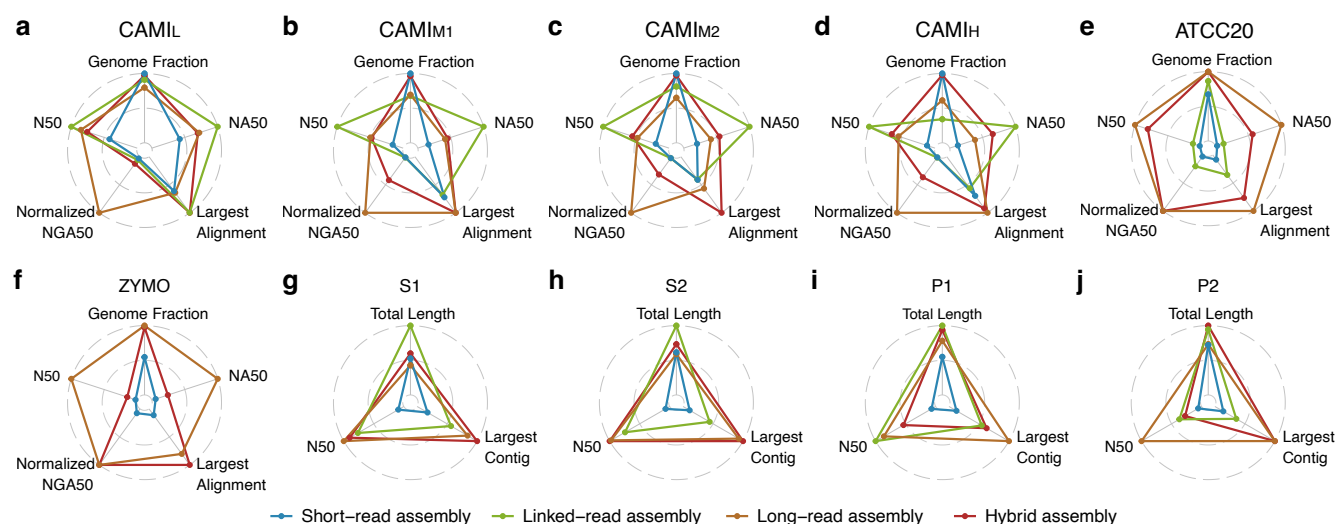 a CAMIL
Genome Fraction
N50 NA50
Normalized Largest
NGA50 Alignment
b CAMIM1
Genome Fraction
N50 NA50
Normalized Largest
NGA50 Alignment
c CAMIM2
Genome Fraction
N50 NA50
Normalized Largest
NGA50 Alignment
d CAMIH
Genome Fraction
N50 NA50
Normalized Largest
NGA50 Alignment
e ATCC20
Genome Fraction
N50 NA50
Normalized Largest
NGA50 Alignment
f ZYMO
Genome Fraction
N50 NA50
Normalized Largest
NGA50 Alignment
g S1
Total Length
N50 Largest
Contig
h S2
Total Length
N50 Largest
Contig
i P1
Total Length
N50 Largest
Contig
j P2
Total Length
N50 Largest
Contig
Short−read assembly Linked−read assembly Long−read assembly Hybrid assembly